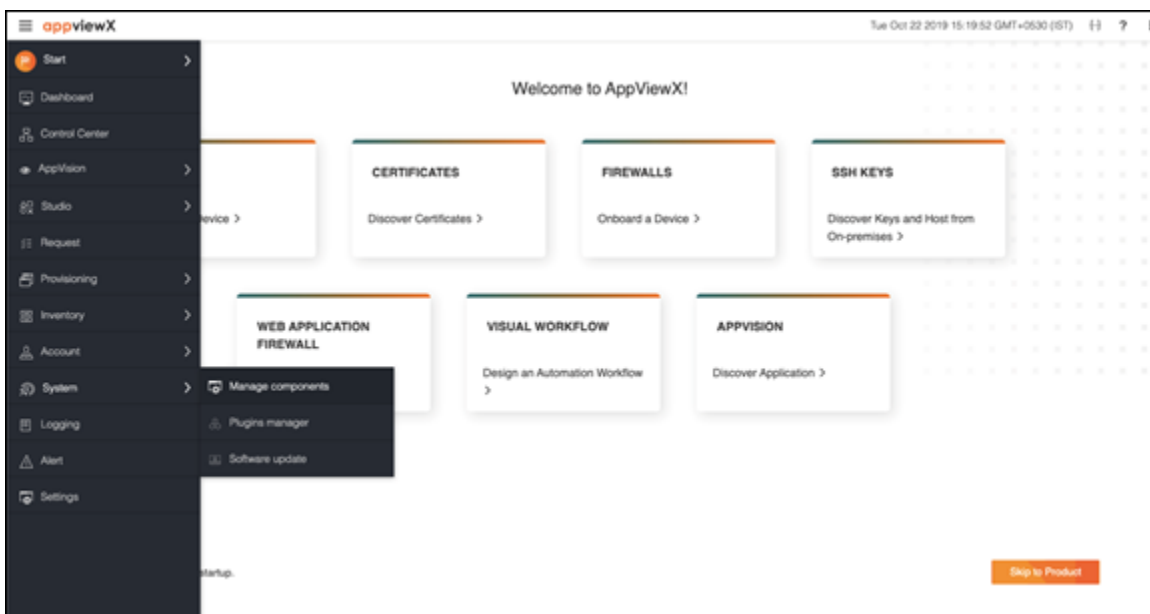 appviewX
Tue Oct 22 2019 15:19:52 GMT+0530 (IST)
?
Start
Dashboard
Control Center
AppVision
Studio
Request
Provisioning
Inventory
Account
System
Logging
Alert
Settings
Manage components
Plugins manager
Software update
Welcome to AppViewX!
evice >
CERTIFICATES
Discover Certificates >
FIREWALLS
Onboard a Device >
SSH KEYS
Discover Keys and Host from
On-premises >
WEB APPLICATION
FIREWALL
VISUAL WORKFLOW
Design an Automation Workflow
>
APPVISION
Discover Application >
startup.
Skip to Product